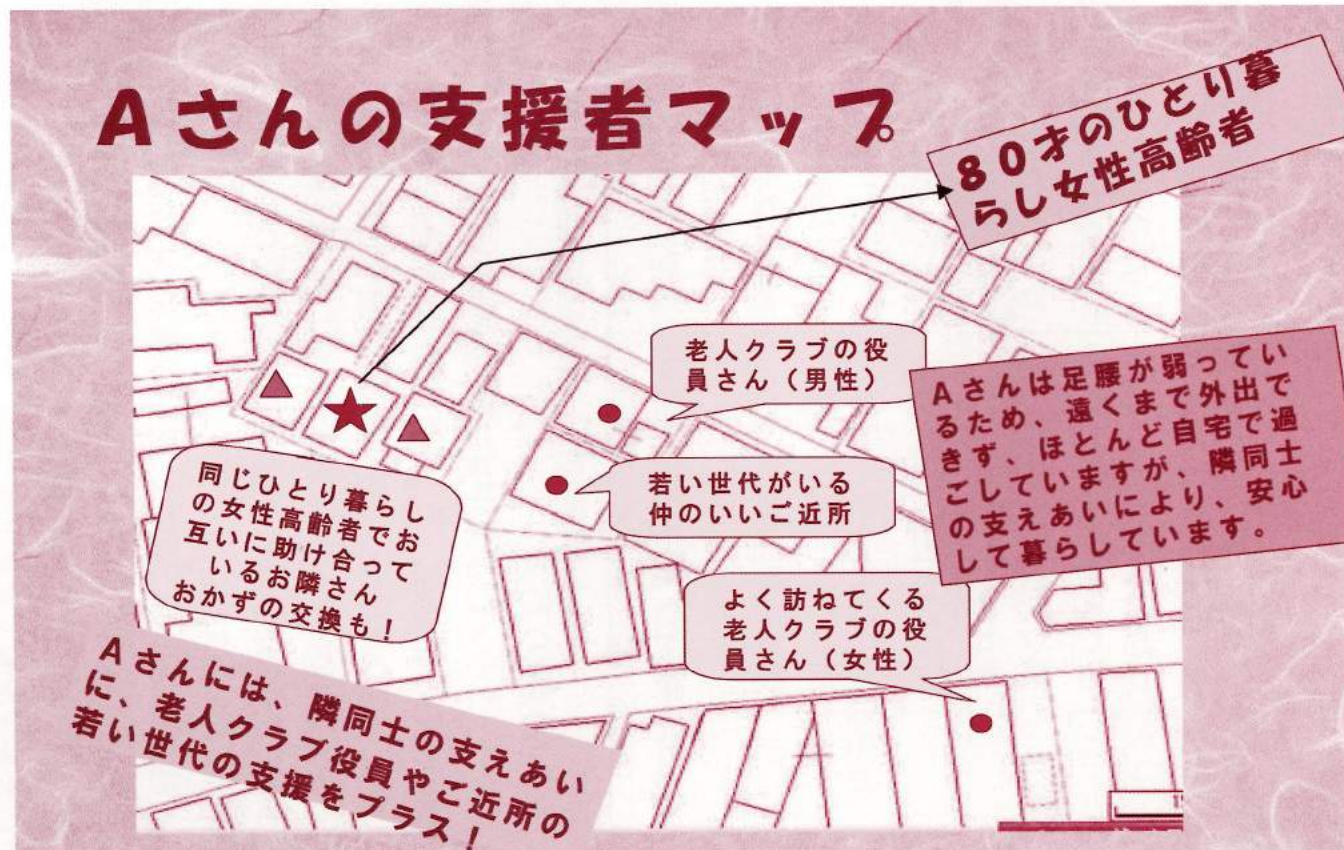 Aさんの支援者マップ
80才のひとり暮
らし女性高齢者
老人クラブの役
員さん（男性）
Aさんは足腰が弱ってい
るため、遠くまで外出で
きず、ほとんど自宅で過
ごしていますが、隣同士
の支えあいにより、安心
して暮らしています。
若い世代がいる
仲のいいご近所
同じひとり暮らし
の女性高齢者でお
互いに助け合って
いるお隣さん
おかずの交換も！
よく訪ねてくる
老人クラブの役
員さん（女性）
Aさんには、隣同士の支えあい
に、老人クラブ役員やご近所の
若い世代の支援をプラス！